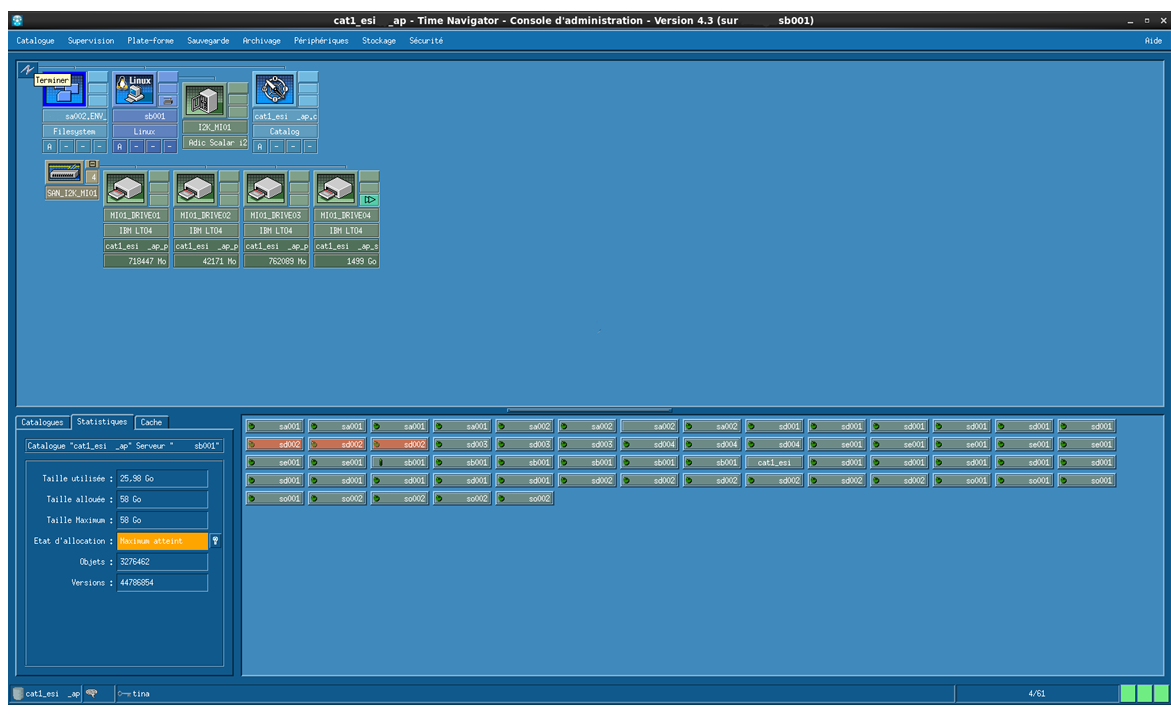 cat1_esi _ap - Time Navigator - Console d'administration - Version 4.3 (sur sb001)
Catalogue Supervision Plate-forme Sauvegarde Archivage Périphériques Stockage Sécurité Aide
Terminer
Linux
sa002,ENV_ sb001 I2K_MI01 cat1_esi _ap,c
Filesystem Linux Adic Scalar i2 Catalog
A - - - A - - - A - - -
4
SAN_I2K_MI01
MI01_DRIVE01 MI01_DRIVE02 MI01_DRIVE03 MI01_DRIVE04
IBM LTO4 IBM LTO4 IBM LTO4 IBM LTO4
cat1_esi _ap_p cat1_esi _ap_p cat1_esi _ap_p cat1_esi _ap_s
718447 Mo 42171 Mo 762089 Mo 1499 Go
Catalogues Statistiques Cache
Catalogue "cat1_esi _ap" Serveur " sb001"
Taille utilisée : 25,98 Go
Taille allouée : 58 Go
Taille Maximum : 58 Go
Etat d'allocation : Maximum atteint
Objets : 3276462
Versions : 44786854
sa001 sa001 sa001 sa001 sa002 sa002 sa002 sa002 sd001 sd001 sd001 sd001 sd001 sd001
sd002 sd002 sd002 sd003 sd003 sd003 sd004 sd004 sd004 se001 se001 se001 se001 se001
se001 se001 sb001 sb001 sb001 sb001 sb001 sb001 cat1_esi sd001 sd001 sd001 sd001 sd001
sd001 sd001 sd001 sd001 sd001 sd002 sd002 sd002 sd002 sd002 sd002 so001 so001 so001
so001 so002 so002 so002 so002
cat1_esi _ap tina 4/61